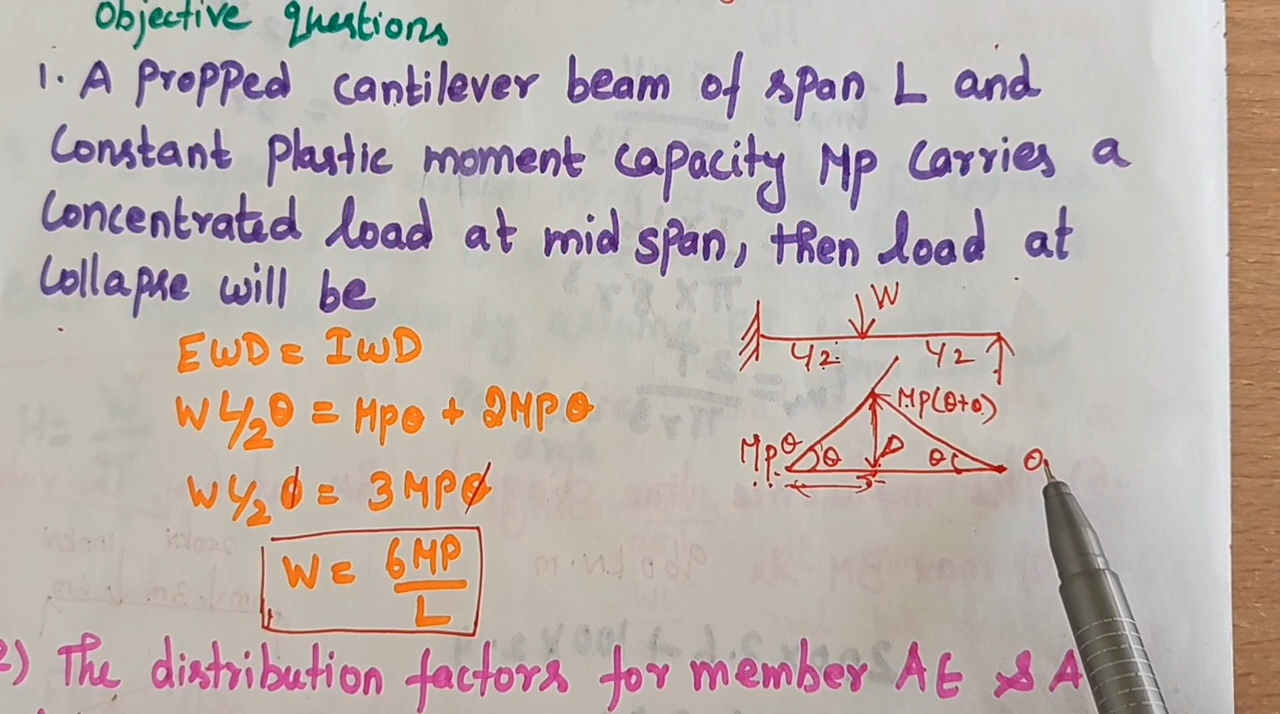 Objective questions
1. A propped cantilever beam of span L and
Constant plastic moment capacity Mp carries a
Concentrated load at mid span, then load at
Collapse will be
EWD = IWD
W L/2 θ = Mpθ + 2MPθ
W L/2 θ = 3MPθ
W = 6MP/L
W
L/2 L/2
Mp(θ+θ)
Mpθ θ θ 0
2) The distribution factors for member AE & A